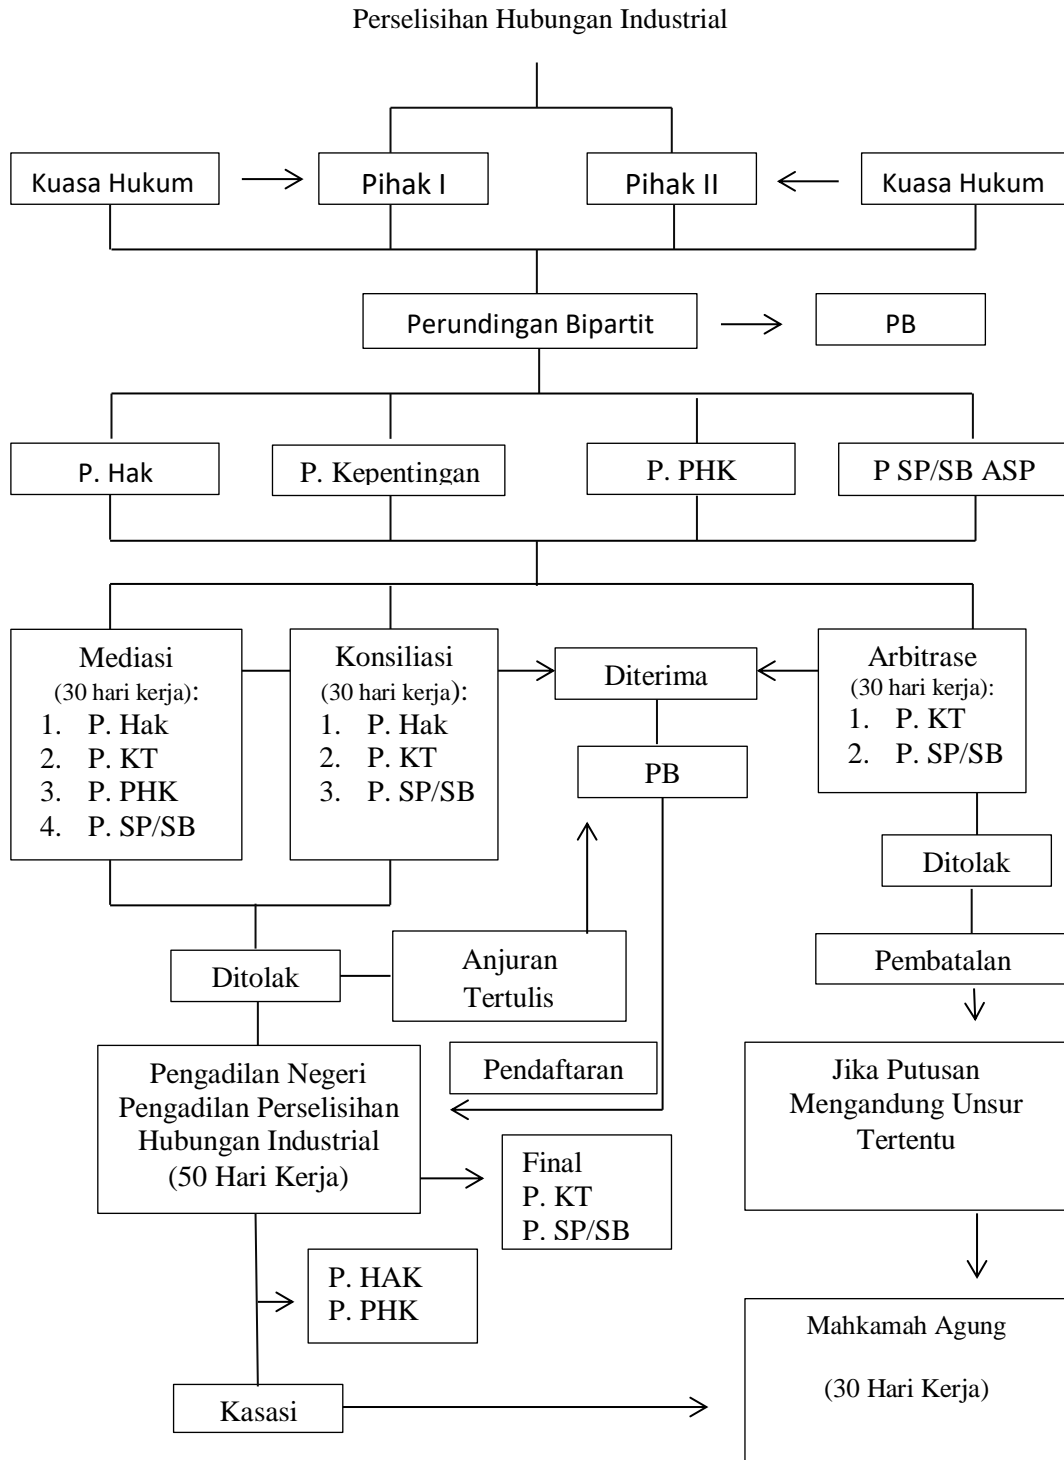 Perselisihan Hubungan Industrial
Kuasa Hukum
Pihak I
Pihak II
Kuasa Hukum
Perundingan Bipartit
PB
P. Hak
P. Kepentingan
P. PHK
P SP/SB ASP
Mediasi
(30 hari kerja):
1. P. Hak
2. P. KT
3. P. PHK
4. P. SP/SB
Konsiliasi
(30 hari kerja):
1. P. Hak
2. P. KT
3. P. SP/SB
Diterima
PB
Arbitrase
(30 hari kerja):
1. P. KT
2. P. SP/SB
Ditolak
Ditolak
Anjuran
Tertulis
Pembatalan
Pengadilan Negeri
Pengadilan Perselisihan
Hubungan Industrial
(50 Hari Kerja)
Pendaftaran
Jika Putusan
Mengandung Unsur
Tertentu
Final
P. KT
P. SP/SB
P. HAK
P. PHK
Mahkamah Agung
(30 Hari Kerja)
Kasasi